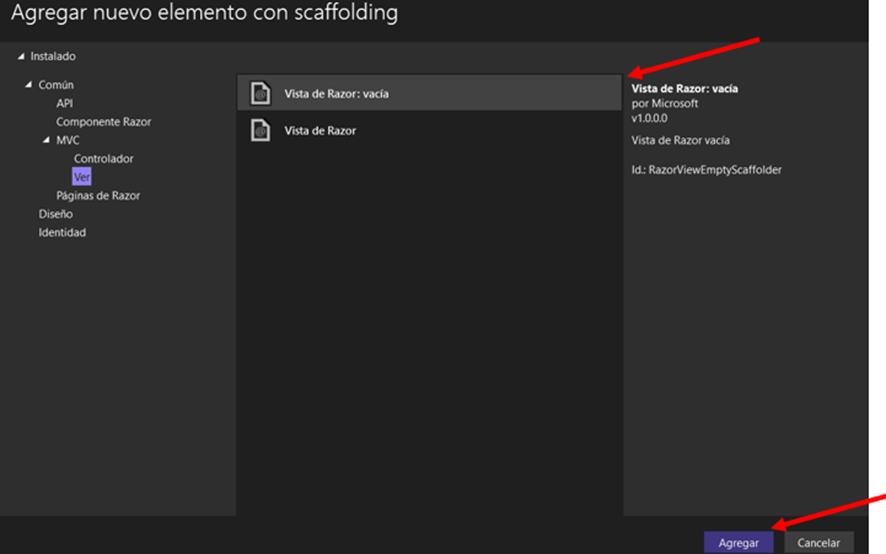 Agregar nuevo elemento con scaffolding
Instalado
Común
API
Componente Razor
MVC
Controlador
Ver
Páginas de Razor
Diseño
Identidad
Vista de Razor: vacía
Vista de Razor
Vista de Razor: vacía
por Microsoft
v1.0.0.0
Vista de Razor vacía
Id.: RazorViewEmptyScaffolder
Agregar
Cancelar